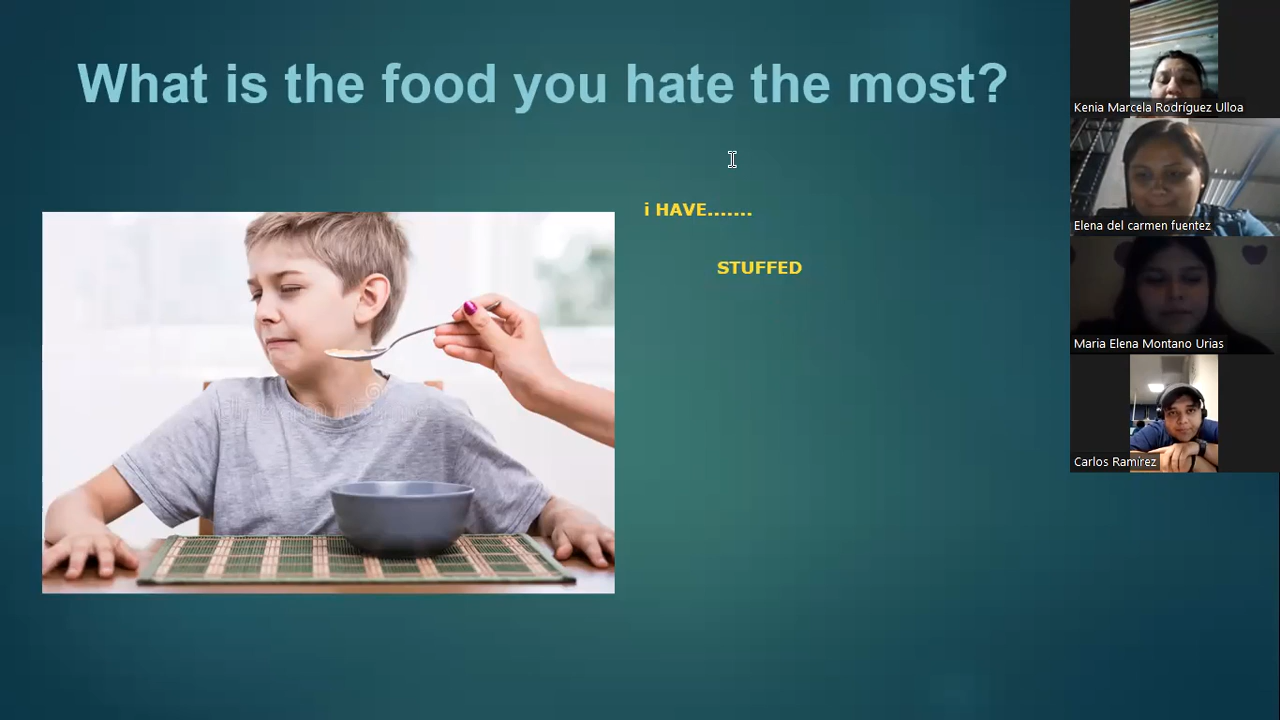 What is the food you hate the most?
i HAVE.......
STUFFED
Kenia Marcela Rodríguez Ulloa
Elena del carmen fuentez
Maria Elena Montano Urias
Carlos Ramirez